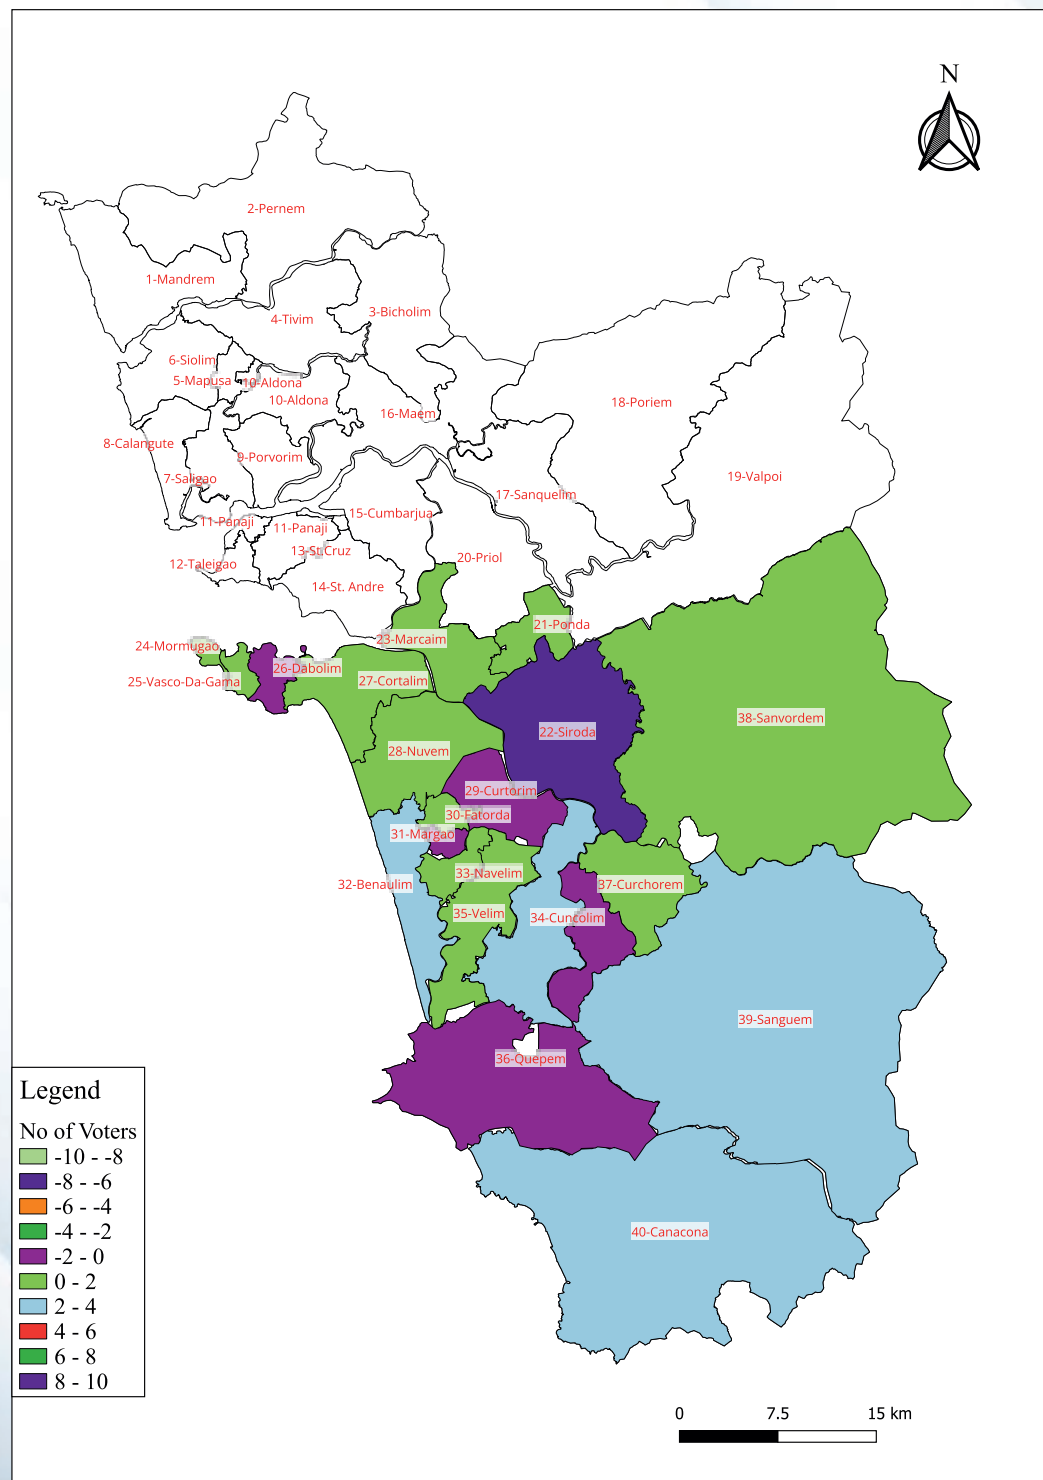 N
2-Pernem
1-Mandrem
3-Bicholim
4-Tivim
6-Siolim
5-Mapusa
10-Aldona
10-Aldona
18-Poriem
16-Maem
8-Calangute
9-Porvorim
19-Valpoi
7-Saligao
17-Sanquelim
15-Cumbarjua
11-Panaji
11-Panaji
13-St.Cruz
20-Priol
12-Taleigao
14-St. Andre
21-Ponda
23-Marcaim
24-Mormugao
26-Dabolim
25-Vasco-Da-Gama
27-Cortalim
38-Sanvordem
22-Siroda
28-Nuvem
29-Curtorim
30-Fatorda
31-Margao
33-Navelim
32-Benaulim
37-Curchorem
35-Velim
34-Cuncolim
39-Sanguem
36-Quepem
40-Canacona
Legend
No of Voters
-10 - -8
-8 - -6
-6 - -4
-4 - -2
-2 - 0
0 - 2
2 - 4
4 - 6
6 - 8
8 - 10
0 7.5 15 km